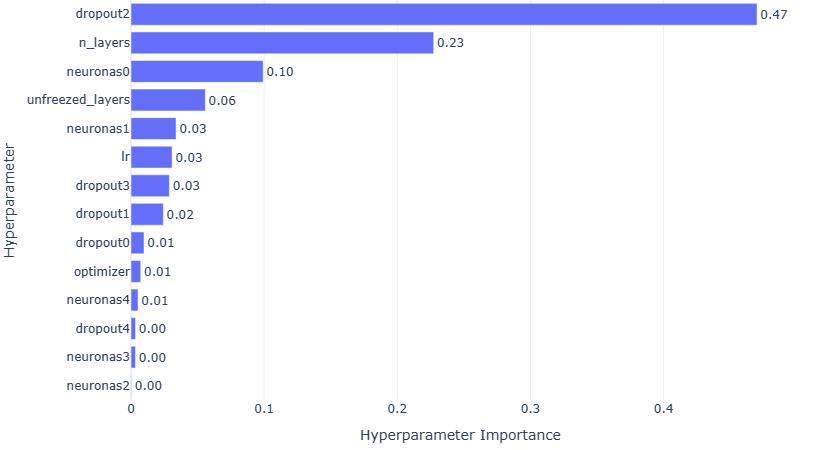 dropout2 0.47
n_layers 0.23
neuronas0 0.10
unfreezed_layers 0.06
neuronas1 0.03
lr 0.03
dropout3 0.03
dropout1 0.02
dropout0 0.01
optimizer 0.01
neuronas4 0.01
dropout4 0.00
neuronas3 0.00
neuronas2 0.00
0 0.1 0.2 0.3 0.4
Hyperparameter Importance
Hyperparameter